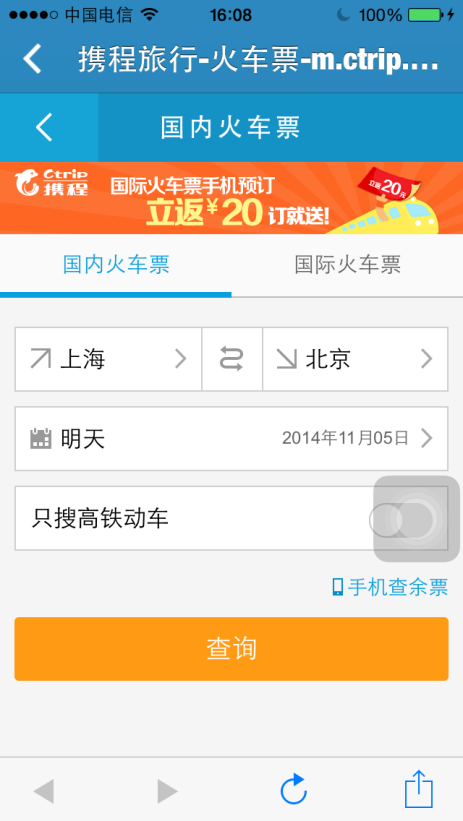 中国电信 16:08 100%
携程旅行-火车票-m.ctrip....
国内火车票
Ctrip
携程
国际火车票手机预订
立返¥20订就送!
立返20元
国内火车票 国际火车票
上海 北京
明天 2014年11月05日
只搜高铁动车
手机查余票
查询